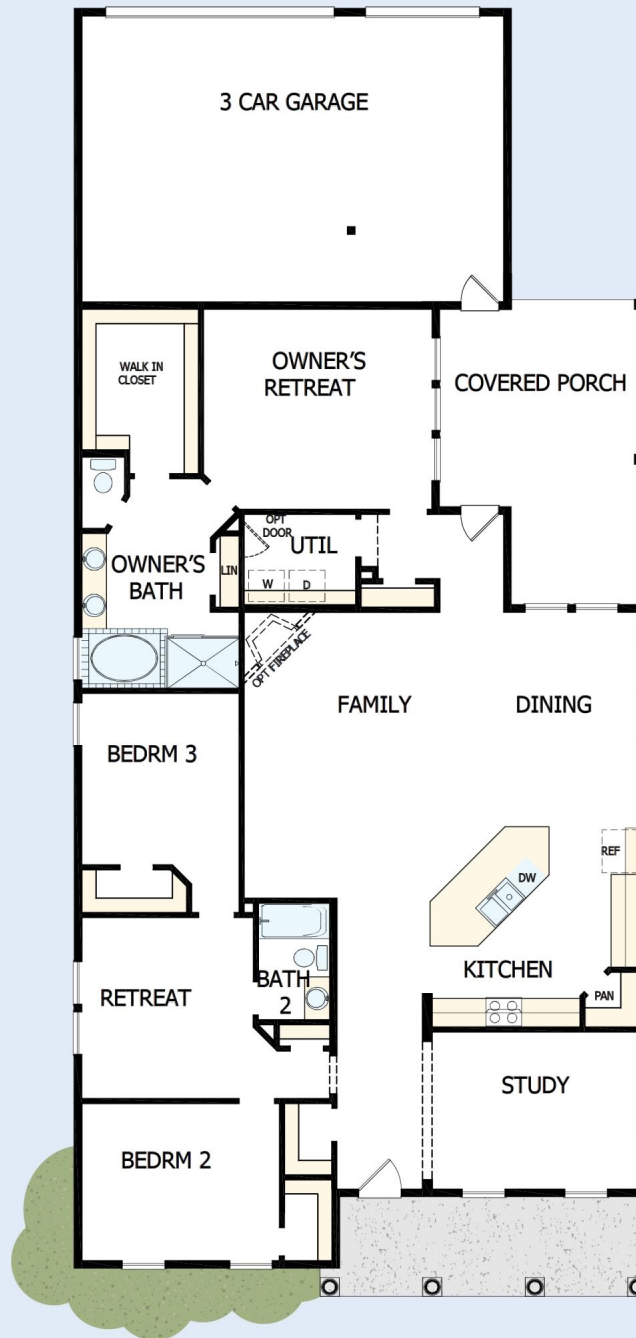 3 CAR GARAGE
WALK IN
CLOSET
OWNER'S
RETREAT
COVERED PORCH
OPT
DOOR
UTIL
OWNER'S
BATH
LIN
W
D
OPT FIREPLACE
FAMILY
DINING
BEDRM 3
REF
DW
KITCHEN
BATH
2
RETREAT
PAN
STUDY
BEDRM 2